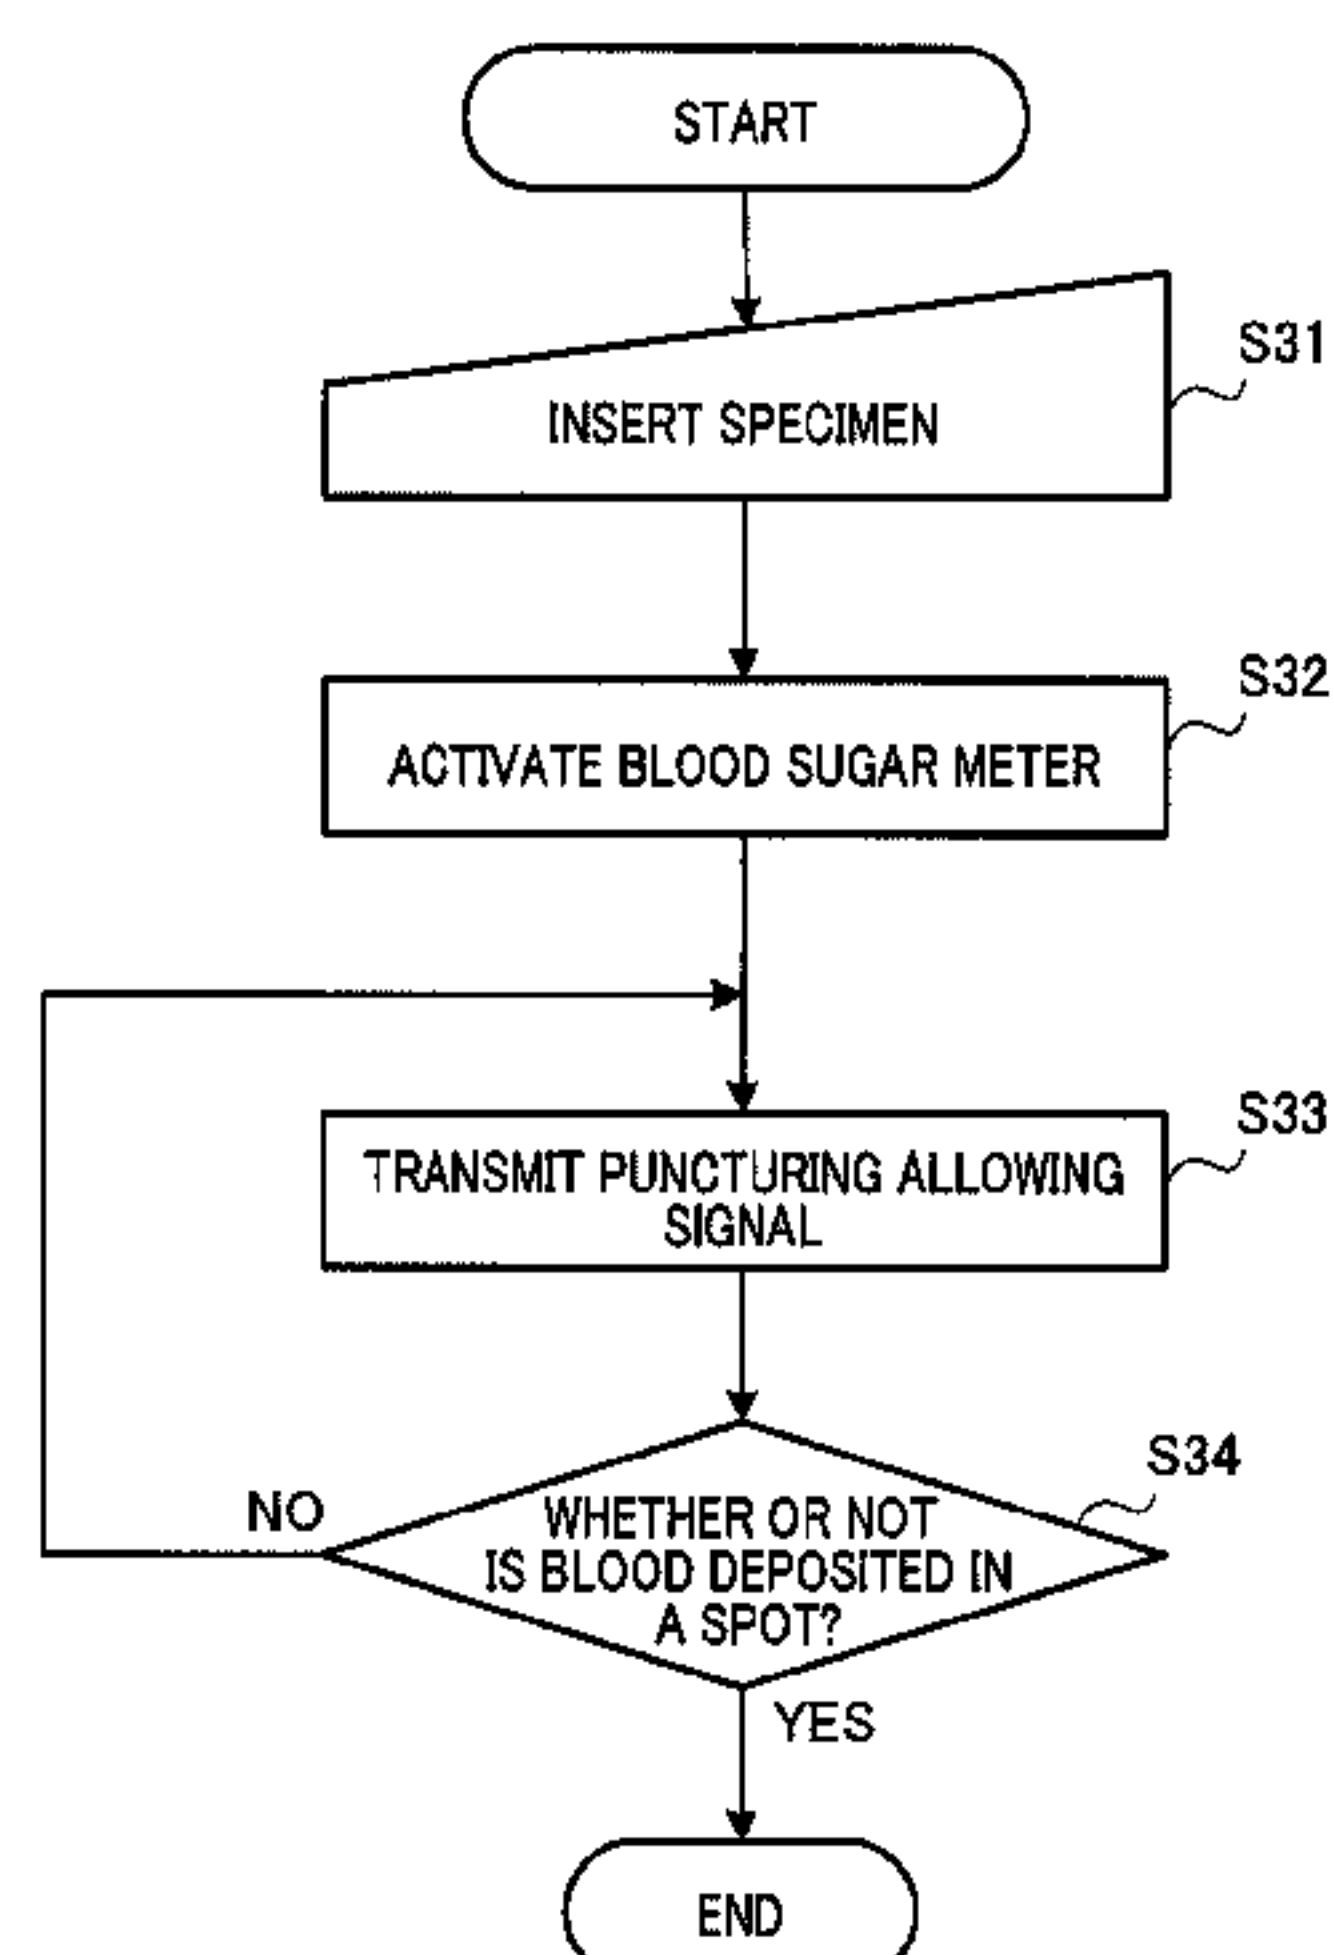 START
INSERT SPECIMEN
S31
ACTIVATE BLOOD SUGAR METER
S32
TRANSMIT PUNCTURING ALLOWING
SIGNAL
S33
WHETHER OR NOT
IS BLOOD DEPOSITED IN
A SPOT?
S34
NO
YES
END